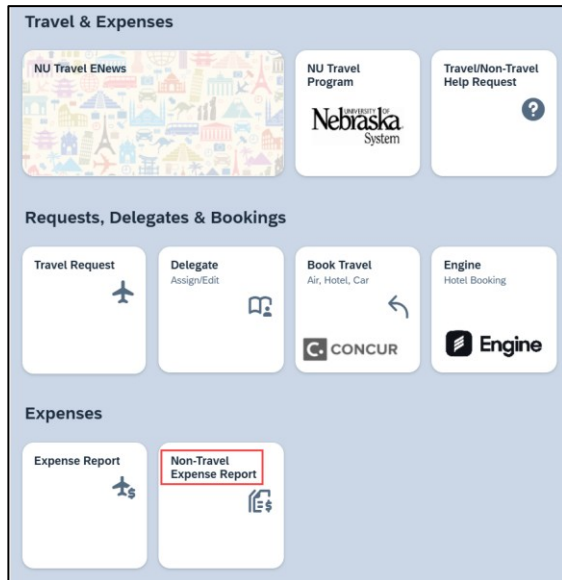 Travel & Expenses
NU Travel ENews
NU Travel
Program
UNIVERSITY OF
Nebraska
System
Travel/Non-Travel
Help Request
?
Requests, Delegates & Bookings
Travel Request
Delegate
Assign/Edit
Book Travel
Air, Hotel, Car
C. CONCUR
Engine
Hotel Booking
Engine
Expenses
Expense Report
$
Non-Travel
Expense Report
$